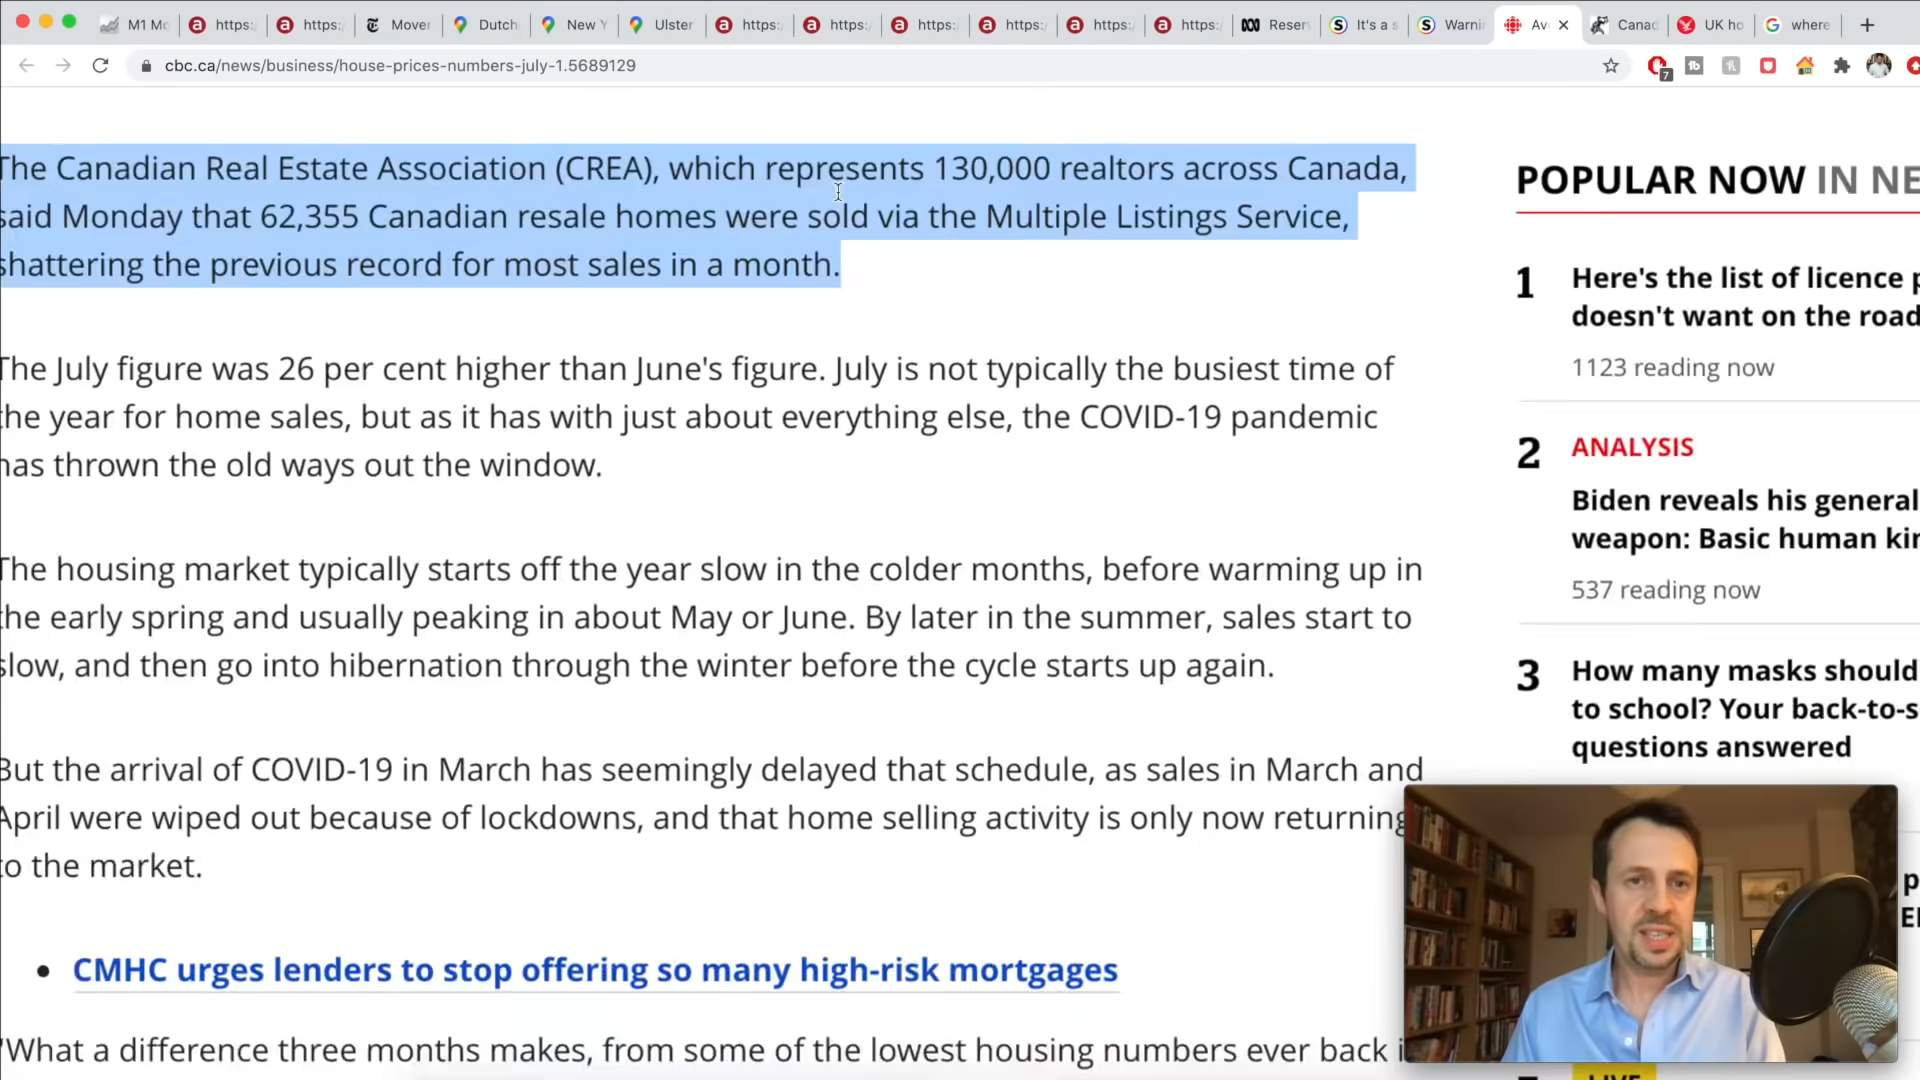 M1 Mo
https:/
https:/
Mover
Dutch
New Y
Ulster
https:/
https:/
https:/
https:/
https:/
https:/
Reser
It's a s
Warni
Ave
Canad
UK ho
where
cbc.ca/news/business/house-prices-numbers-july-1.5689129
7
The Canadian Real Estate Association (CREA), which represents 130,000 realtors across Canada,
said Monday that 62,355 Canadian resale homes were sold via the Multiple Listings Service,
shattering the previous record for most sales in a month.
The July figure was 26 per cent higher than June's figure. July is not typically the busiest time of
the year for home sales, but as it has with just about everything else, the COVID-19 pandemic
has thrown the old ways out the window.
The housing market typically starts off the year slow in the colder months, before warming up in
the early spring and usually peaking in about May or June. By later in the summer, sales start to
slow, and then go into hibernation through the winter before the cycle starts up again.
But the arrival of COVID-19 in March has seemingly delayed that schedule, as sales in March and
April were wiped out because of lockdowns, and that home selling activity is only now returning
to the market.
• CMHC urges lenders to stop offering so many high-risk mortgages
"What a difference three months makes, from some of the lowest housing numbers ever back i
POPULAR NOW IN NE
1
Here's the list of licence p
doesn't want on the road
1123 reading now
2
ANALYSIS
Biden reveals his general
weapon: Basic human kin
537 reading now
3
How many masks should
to school? Your back-to-s
questions answered
LIVE